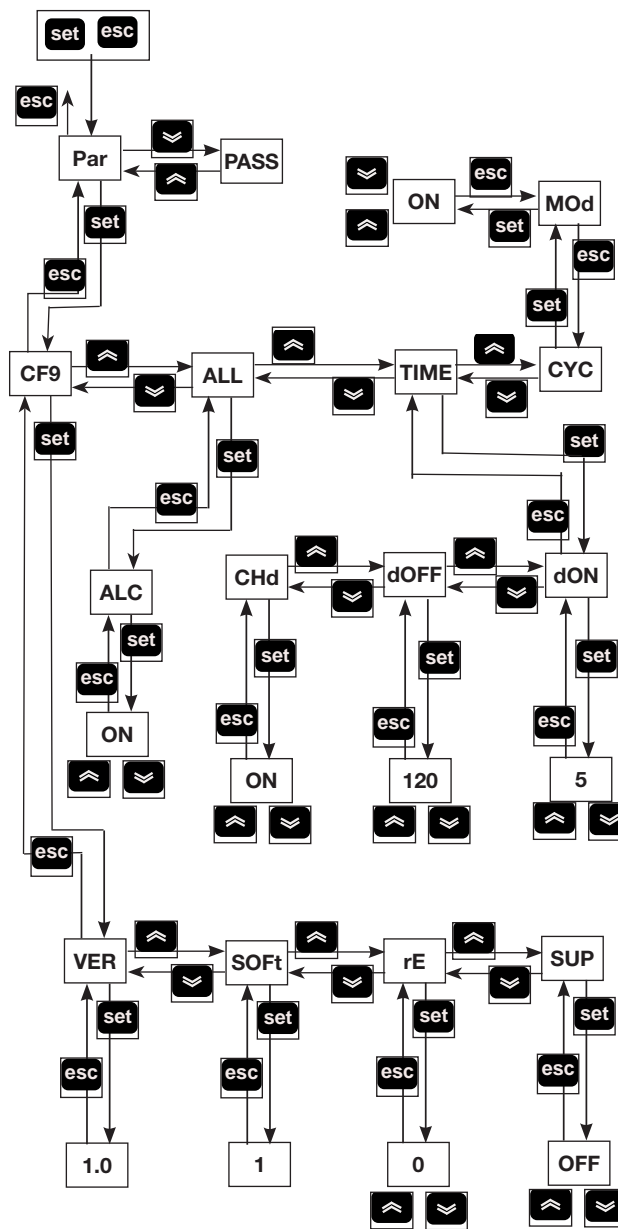 set esc
esc
Par
PASS
set
esc
ON
esc
set
MOd
esc
set
CF9
ALL
TIME
CYC
set
set
set
esc
esc
ALC
CHd
dOFF
dON
set
esc
set
esc
set
esc
set
esc
ON
ON
120
5
esc
VER
SOFt
rE
SUP
set
set
set
set
esc
esc
esc
esc
1.0
1
0
OFF